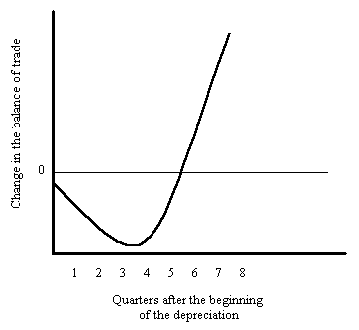 Change in the balance of trade
0
1 2 3 4 5 6 7 8
Quarters after the beginning
of the depreciation